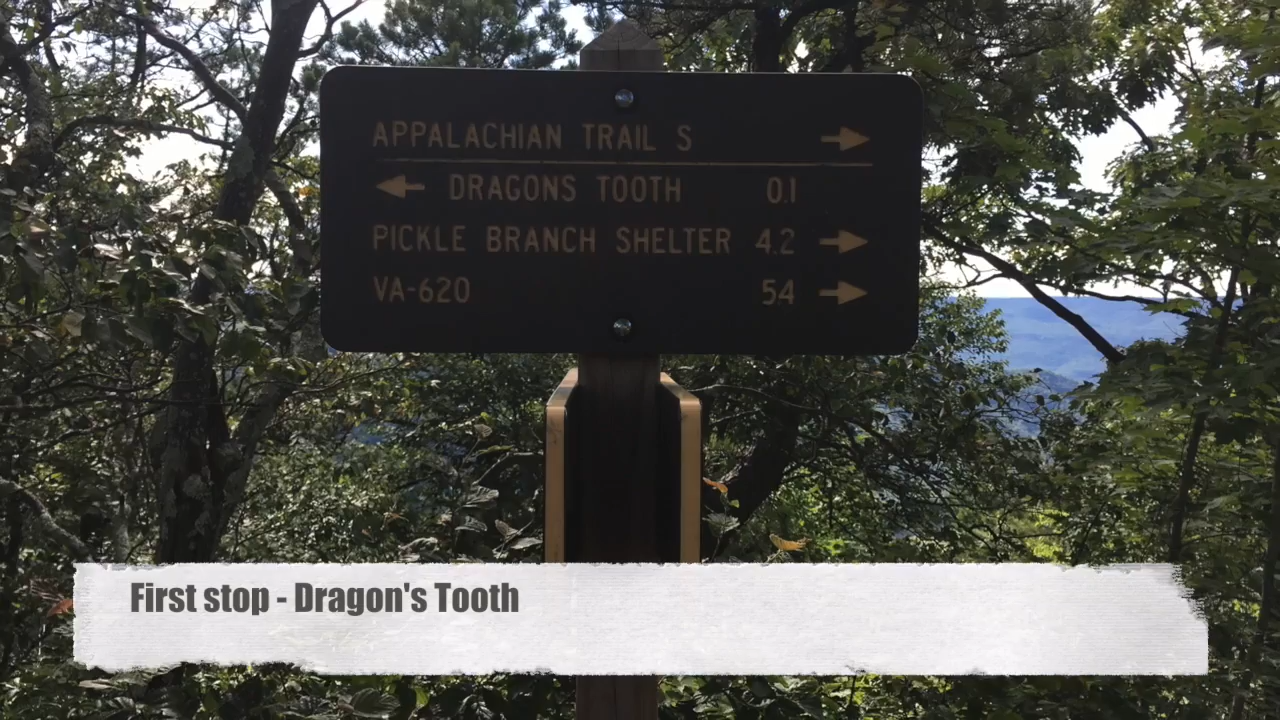 APPALACHIAN TRAIL S →
← DRAGONS TOOTH 0.1
PICKLE BRANCH SHELTER 4.2 →
VA-620 54 →
First stop - Dragon's Tooth